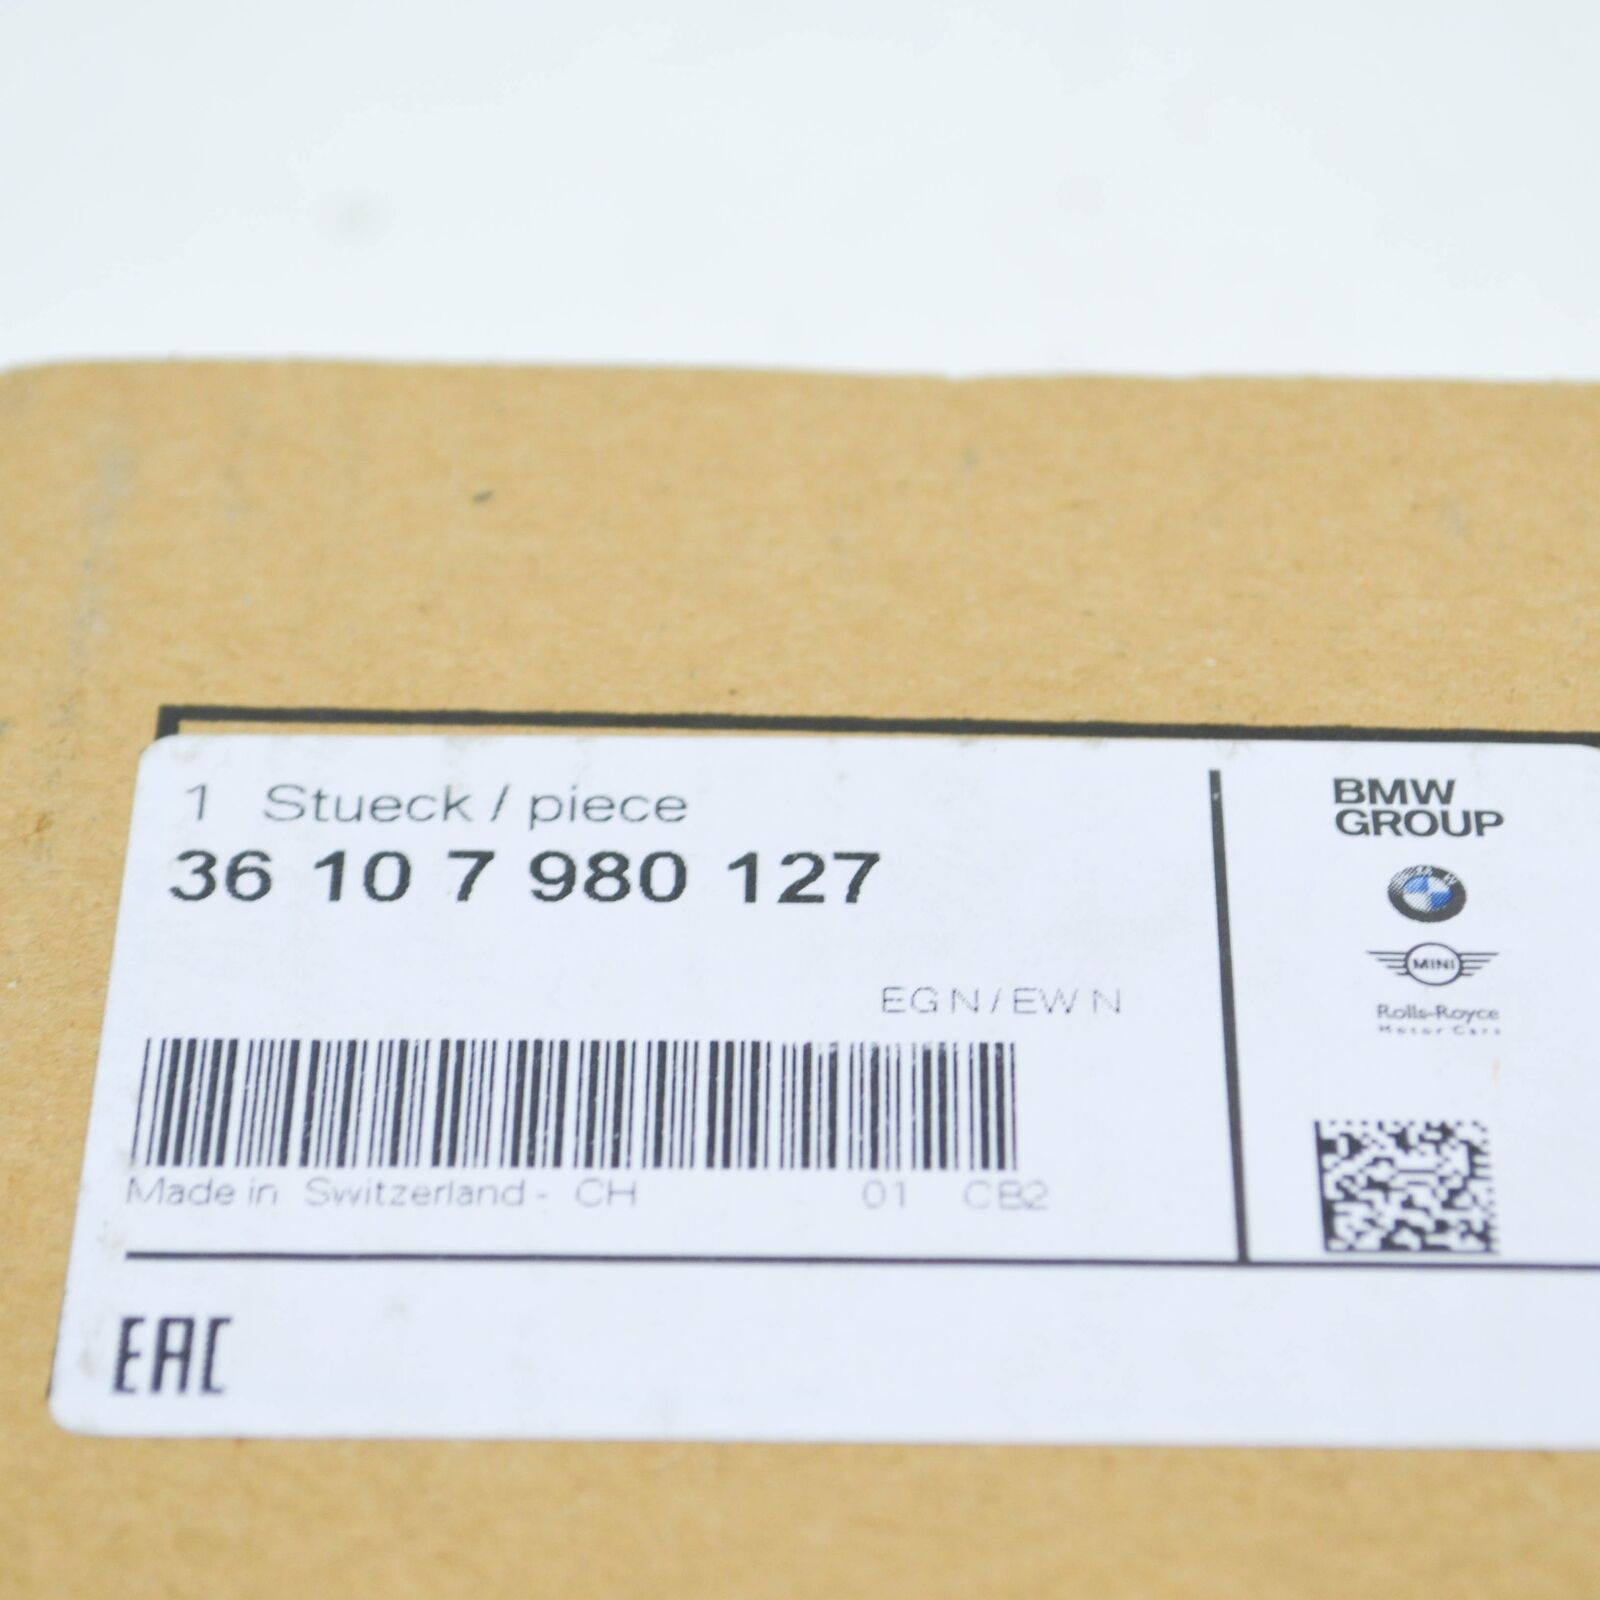 1 Stueck / piece
36 10 7 980 127
EG N / EW N
Made in Switzerland - CH 01 CB2
EAC
BMW
GROUP
BMW
MINI
Rolls-Royce
Motor Cars